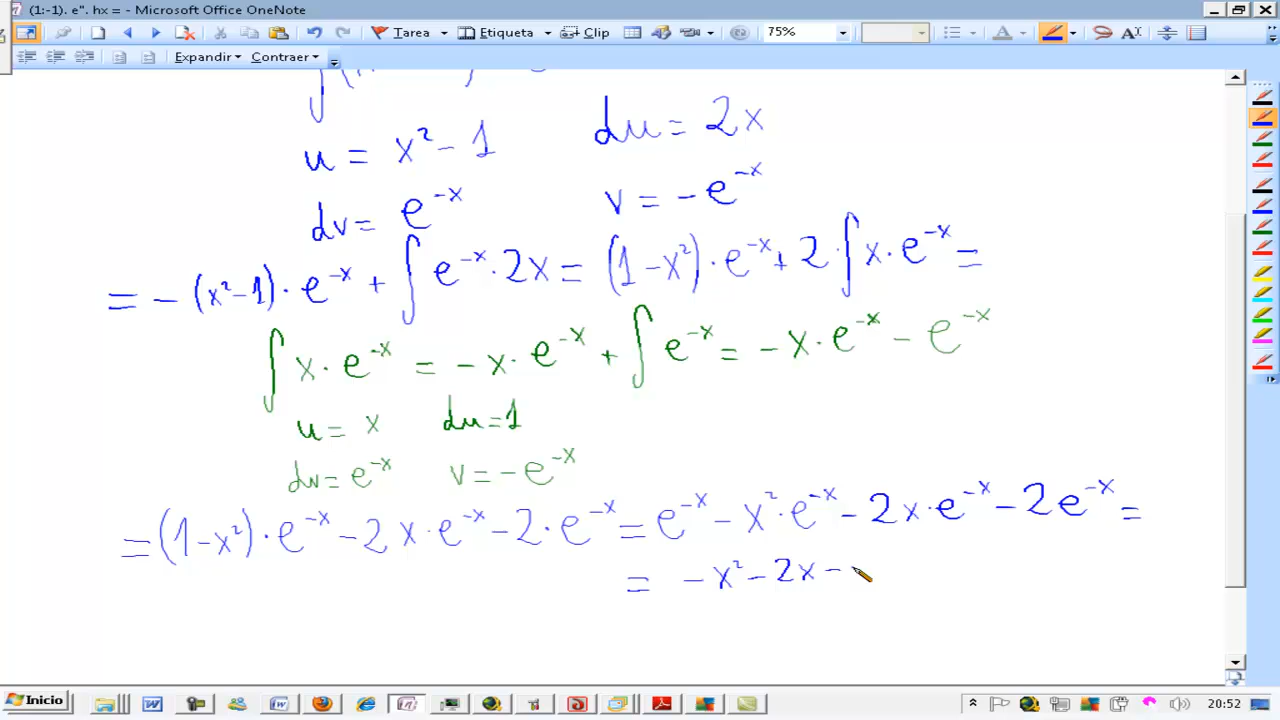 (1:-1). e". hx = - Microsoft Office OneNote
Tarea Etiqueta Clip 75%
Expandir Contraer
u = x² - 1 du = 2x
dv = e^-x v = -e^-x
= -(x²-1)·e^-x + ∫e^-x·2x = (1-x²)·e^-x + 2·∫x·e^-x =
∫x·e^-x = -x·e^-x + ∫e^-x = -x·e^-x - e^-x
u = x du = 1
dv = e^-x v = -e^-x
= (1-x²)·e^-x - 2x·e^-x - 2·e^-x = e^-x - x²·e^-x - 2x·e^-x - 2e^-x =
= -x² - 2x -
Inicio 20:52